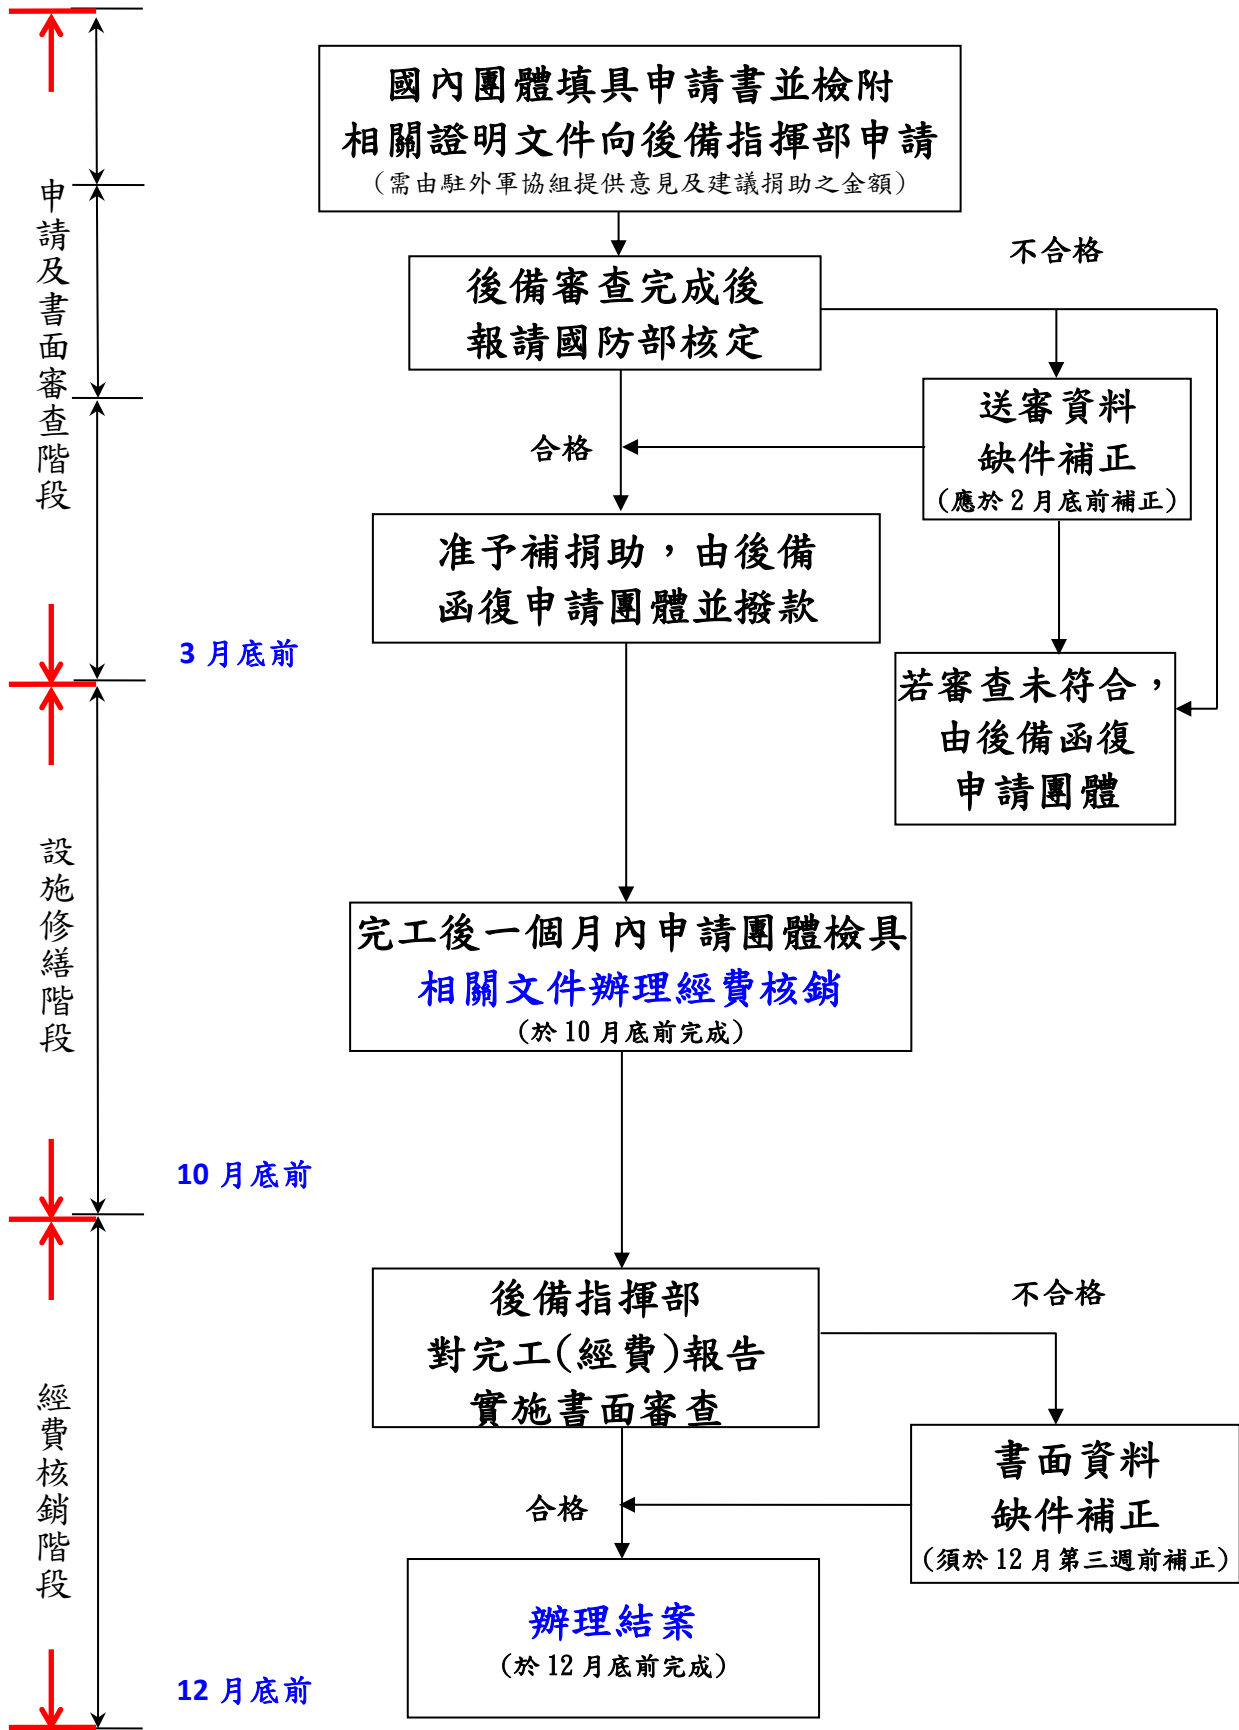 國內團體填具申請書並檢附
相關證明文件向後備指揮部申請
（需由駐外軍協組提供意見及建議捐助之金額）
申請及書面審查階段
不合格
後備審查完成後
報請國防部核定
送審資料
缺件補正
（應於 2 月底前補正）
合格
准予補捐助，由後備
函復申請團體並撥款
3 月底前
若審查未符合，
由後備函復
申請團體
設施修繕階段
完工後一個月內申請團體檢具
相關文件辦理經費核銷
（於 10 月底前完成）
10 月底前
後備指揮部
對完工(經費)報告
實施書面審查
不合格
經費核銷階段
書面資料
缺件補正
（須於 12 月第三週前補正）
合格
辦理結案
（於 12 月底前完成）
12 月底前